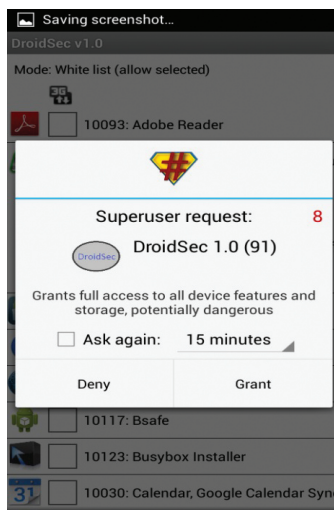 Saving screenshot...
DroidSec v1.0
Mode: White list (allow selected)
3G
10093: Adobe Reader
#
Superuser request: 8
DroidSec
DroidSec 1.0 (91)
Grants full access to all device features and
storage, potentially dangerous
Ask again: 15 minutes
Deny Grant
10117: Bsafe
10123: Busybox Installer
31
10030: Calendar, Google Calendar Syn